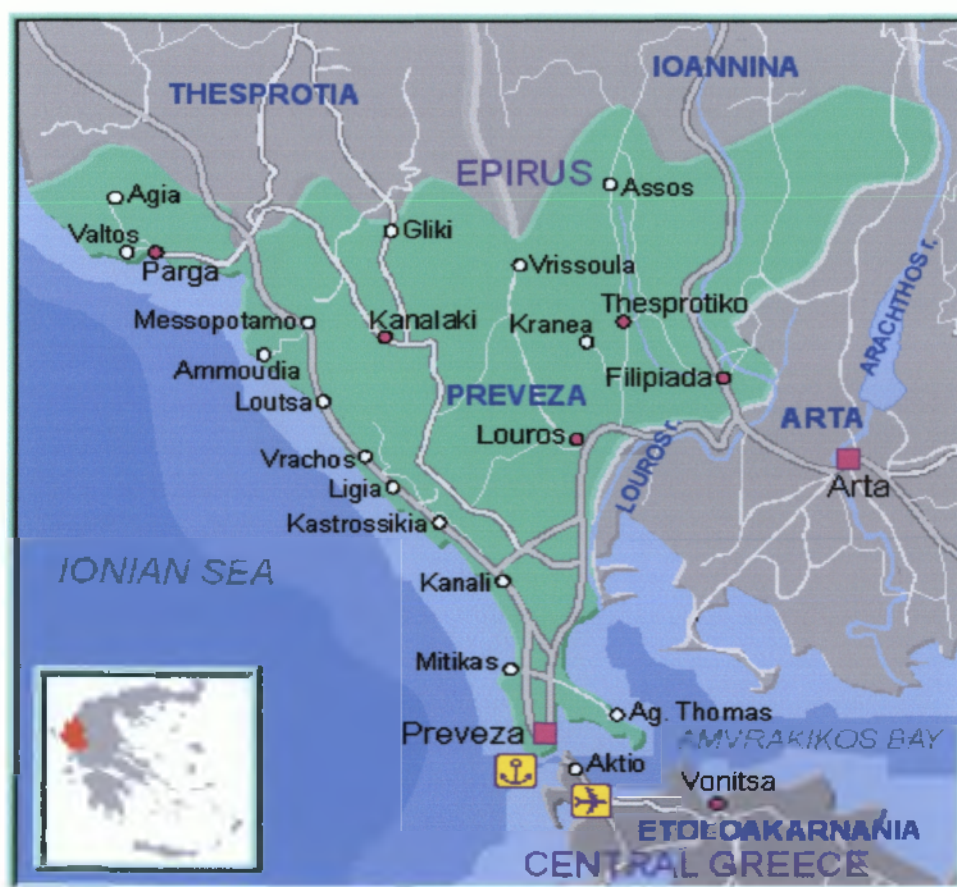 IOANNINA
THESPROTIA
EPIRUS
Assos
Agia
Gliki
Valtos
Parga
Vrissoula
ARACHTHOS r.
Thesprotiko
Messopotamo
Kanalaki
Kranea
Ammoudia
Filipiada
PREVEZA
Loutsa
ARTA
Louros
LOUROS r.
Vrachos
Ligia
Arta
Kastrossikia
IONIAN SEA
Kanali
Mitikas
Ag. Thomas
Preveza
AMVRAKIKOS BAY
Aktio
Vonitsa
ETOLOAKARNANIA
CENTRAL GREECE